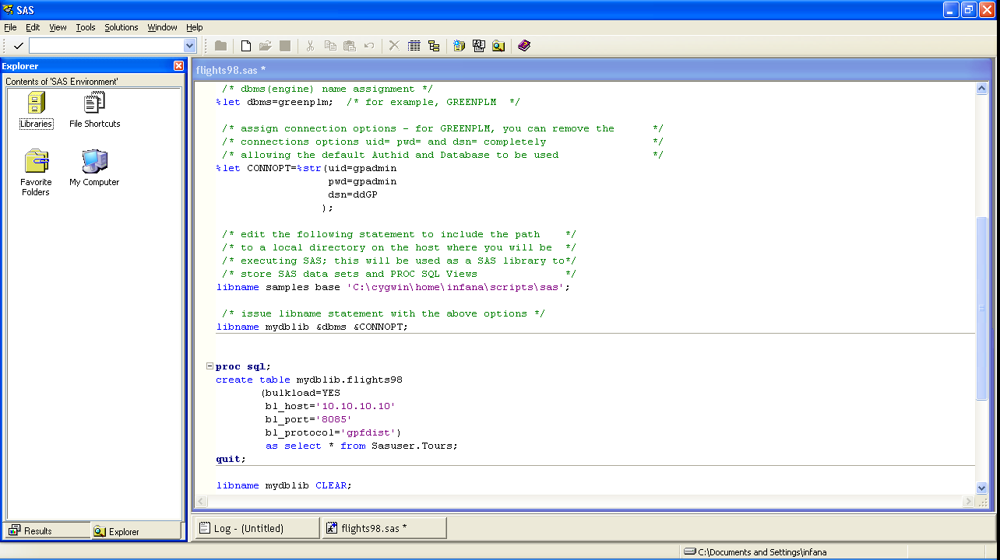 SAS
File Edit View Tools Solutions Window Help
Explorer
Contents of 'SAS Environment'
Libraries
File Shortcuts
Favorite Folders
My Computer
Results
Explorer
flights98.sas *
/* dbms(engine) name assignment */
%let dbms=greenplm;  /* for example, GREENPLM  */
/* assign connection options - for GREENPLM, you can remove the      */
/* connections options uid= pwd= and dsn= completely                 */
/* allowing the default Authid and Database to be used               */
%let CONNOPT=%str(uid=gpadmin
pwd=gpadmin
dsn=ddGP
);
/* edit the following statement to include the path    */
/* to a local directory on the host where you will be  */
/* executing SAS; this will be used as a SAS library to*/
/* store SAS data sets and PROC SQL Views              */
libname samples base 'C:\cygwin\home\infana\scripts\sas';
/* issue libname statement with the above options */
libname mydblib &dbms &CONNOPT;
proc sql;
create table mydblib.flights98
(bulkload=YES
bl_host='10.10.10.10'
bl_port='8085'
bl_protocol='gpfdist')
as select * from Sasuser.Tours;
quit;
libname mydblib CLEAR;
Log - (Untitled)
flights98.sas *
C:\Documents and Settings\infana